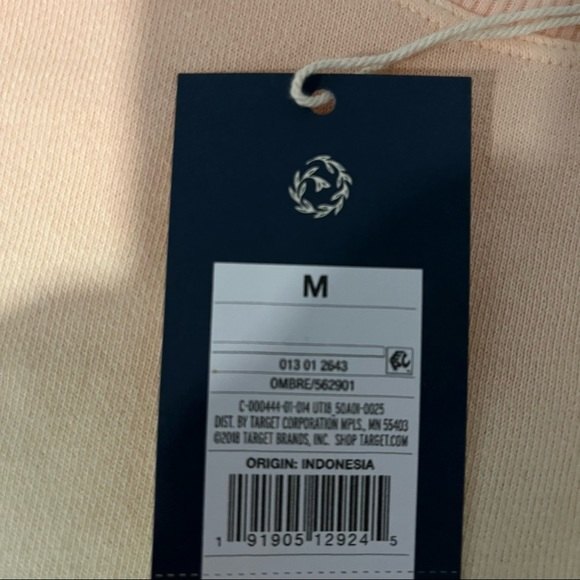 M
013 01 2643
OMBRE/562901
C-000444-01-014 UT18_50A01-0025
DIST. BY TARGET CORPORATION MPLS., MN 55403
©2018 TARGET BRANDS, INC. SHOP TARGET.COM
ORIGIN: INDONESIA
1 91905 12924 5